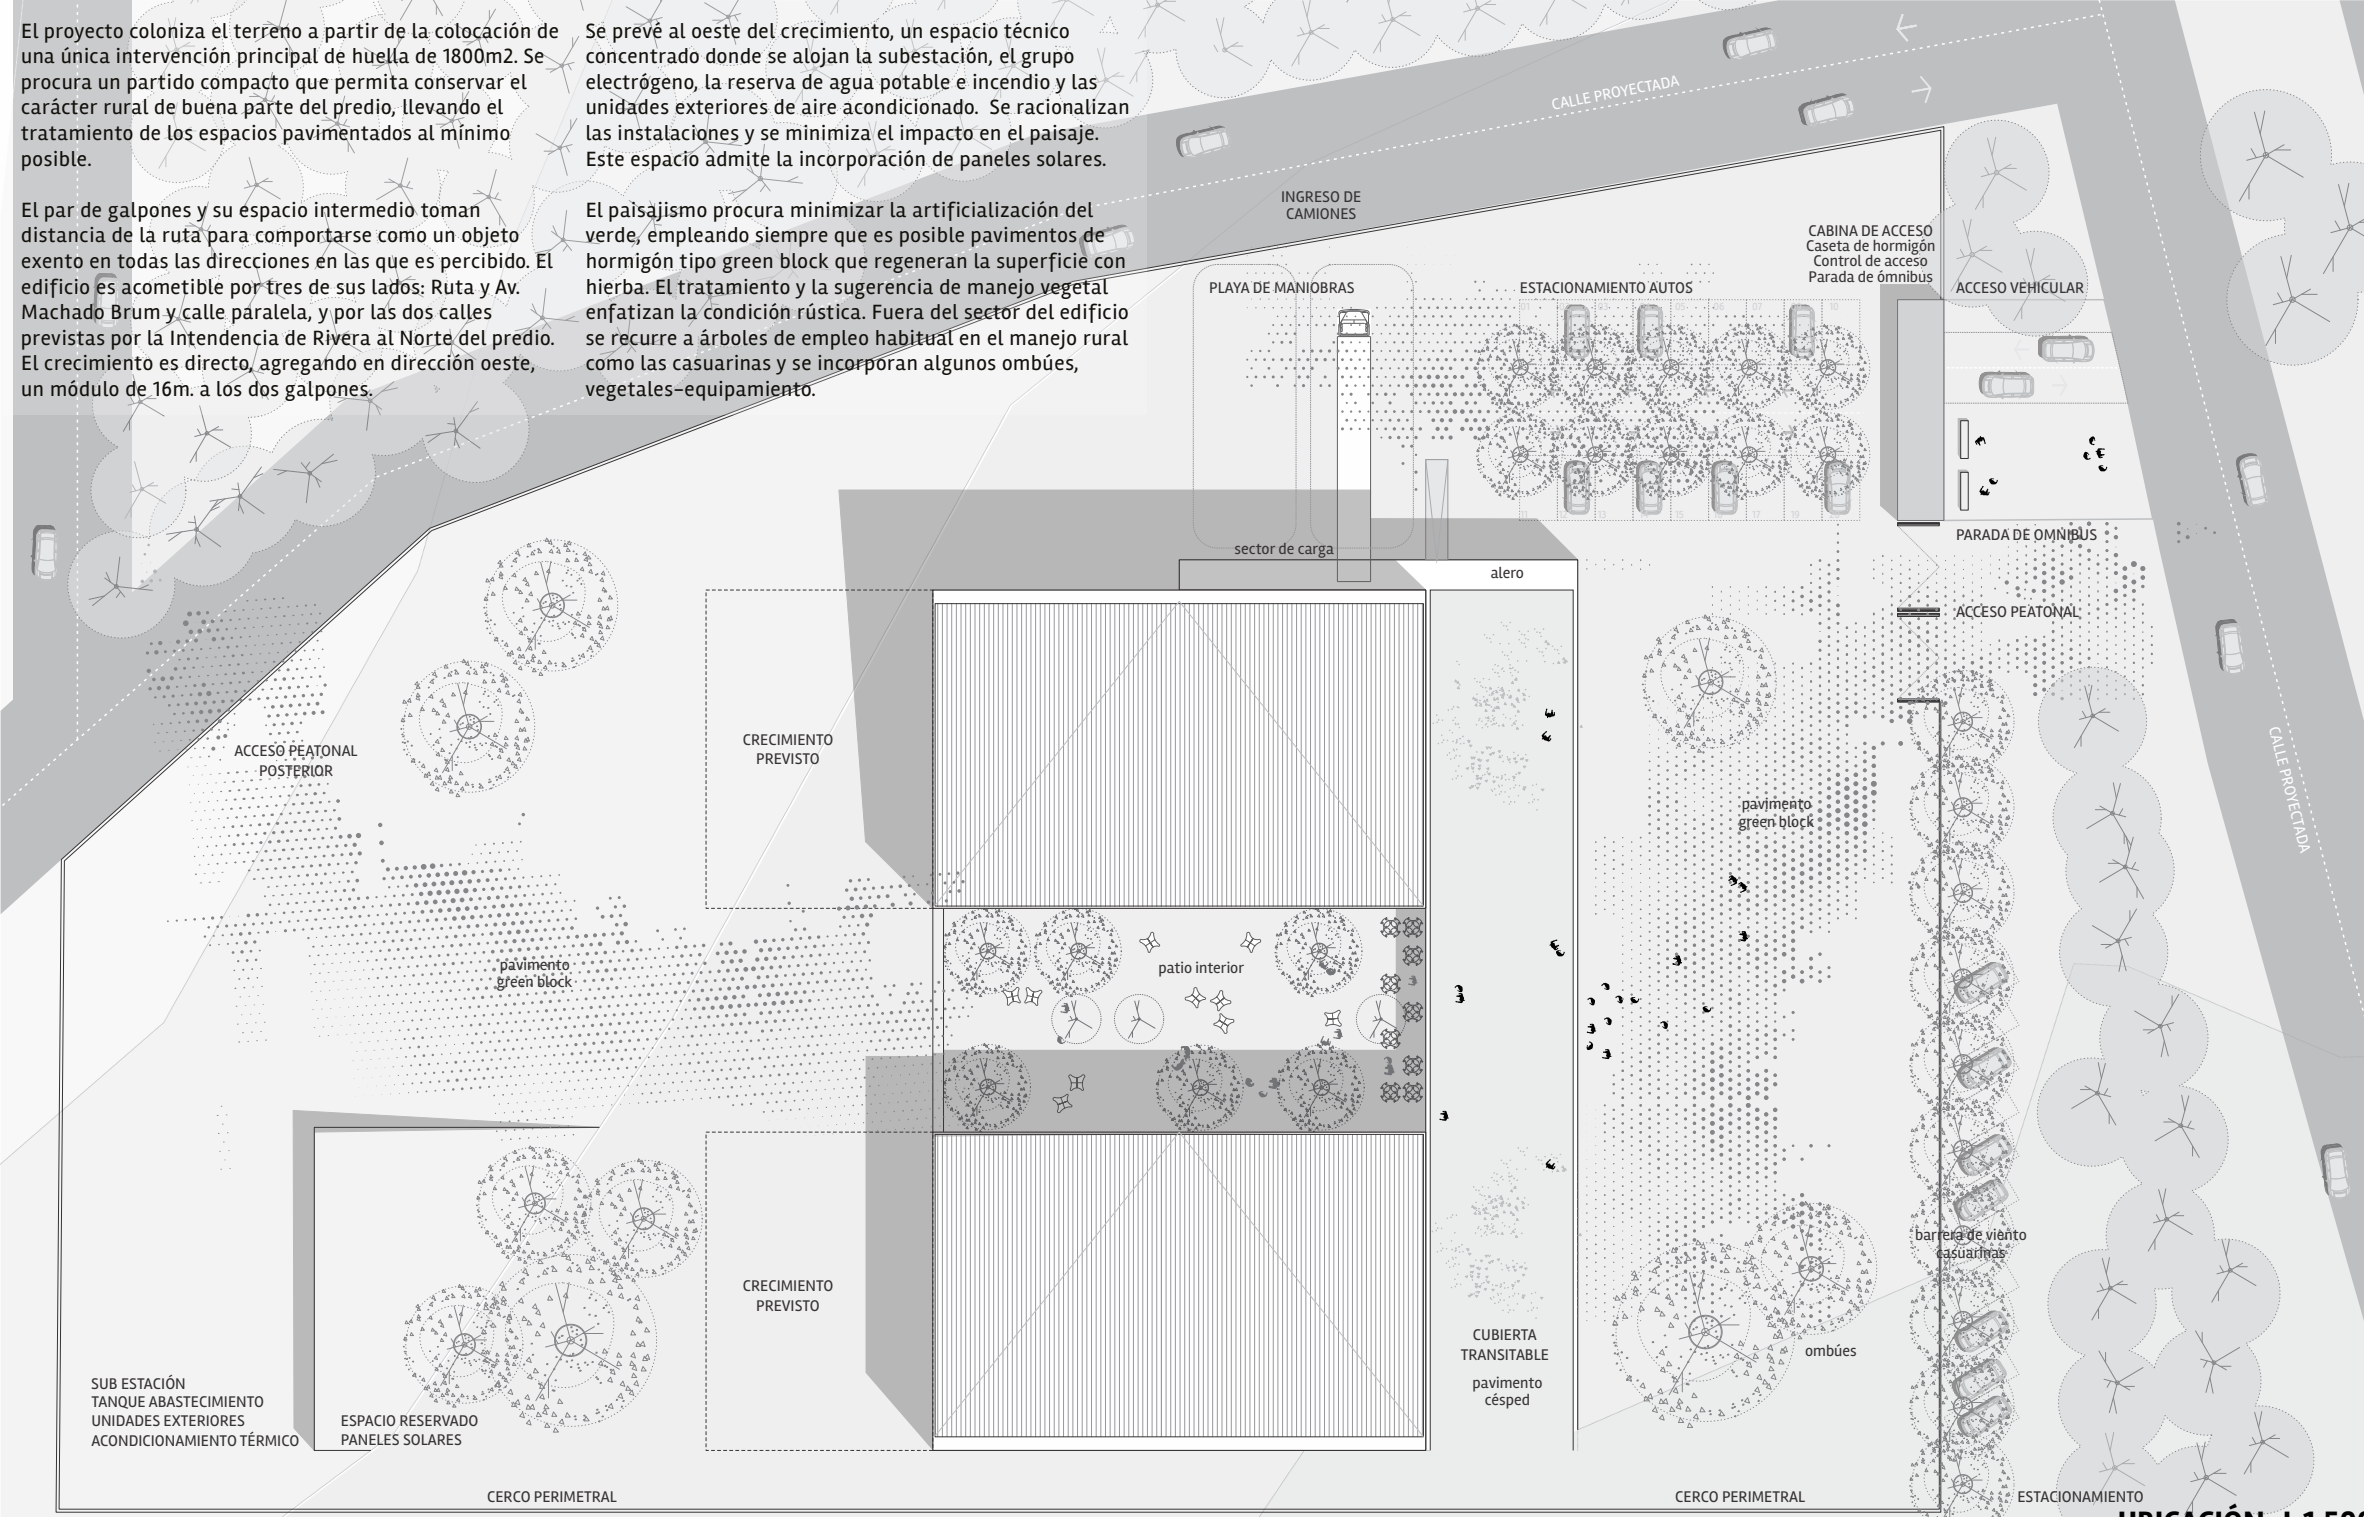 El proyecto coloniza el terreno a partir de la colocación de
una única intervención principal de huella de 1800m2. Se
procura un partido compacto que permita conservar el
carácter rural de buena parte del predio, llevando el
tratamiento de los espacios pavimentados al mínimo
posible.
El par de galpones y su espacio intermedio toman
distancia de la ruta para comportarse como un objeto
exento en todas las direcciones en las que es percibido. El
edificio es acometible por tres de sus lados: Ruta y Av.
Machado Brum y calle paralela, y por las dos calles
previstas por la Intendencia de Rivera al Norte del predio.
El crecimiento es directo, agregando en dirección oeste,
un módulo de 16m. a los dos galpones.
Se prevé al oeste del crecimiento, un espacio técnico
concentrado donde se alojan la subestación, el grupo
electrógeno, la reserva de agua potable e incendio y las
unidades exteriores de aire acondicionado. Se racionalizan
las instalaciones y se minimiza el impacto en el paisaje.
Este espacio admite la incorporación de paneles solares.
El paisajismo procura minimizar la artificialización del
verde, empleando siempre que es posible pavimentos de
hormigón tipo green block que regeneran la superficie con
hierba. El tratamiento y la sugerencia de manejo vegetal
enfatizan la condición rústica. Fuera del sector del edificio
se recurre a árboles de empleo habitual en el manejo rural
como las casuarinas y se incorporan algunos ombúes,
vegetales-equipamiento.
CALLE PROYECTADA
INGRESO DE
CAMIONES
CABINA DE ACCESO
Caseta de hormigón
Control de acceso
Parada de ómnibus
PLAYA DE MANIOBRAS
ESTACIONAMIENTO AUTOS
ACCESO VEHICULAR
PARADA DE OMNIBUS
sector de carga
alero
ACCESO PEATONAL
CALLE PROYECTADA
ACCESO PEATONAL
POSTERIOR
CRECIMIENTO
PREVISTO
pavimento
green block
pavimento
green block
patio interior
barrera de viento
casuarinas
CRECIMIENTO
PREVISTO
CUBIERTA
TRANSITABLE
pavimento
césped
ombúes
SUB ESTACIÓN
TANQUE ABASTECIMIENTO
UNIDADES EXTERIORES
ACONDICIONAMIENTO TÉRMICO
ESPACIO RESERVADO
PANELES SOLARES
CERCO PERIMETRAL
CERCO PERIMETRAL
ESTACIONAMIENTO